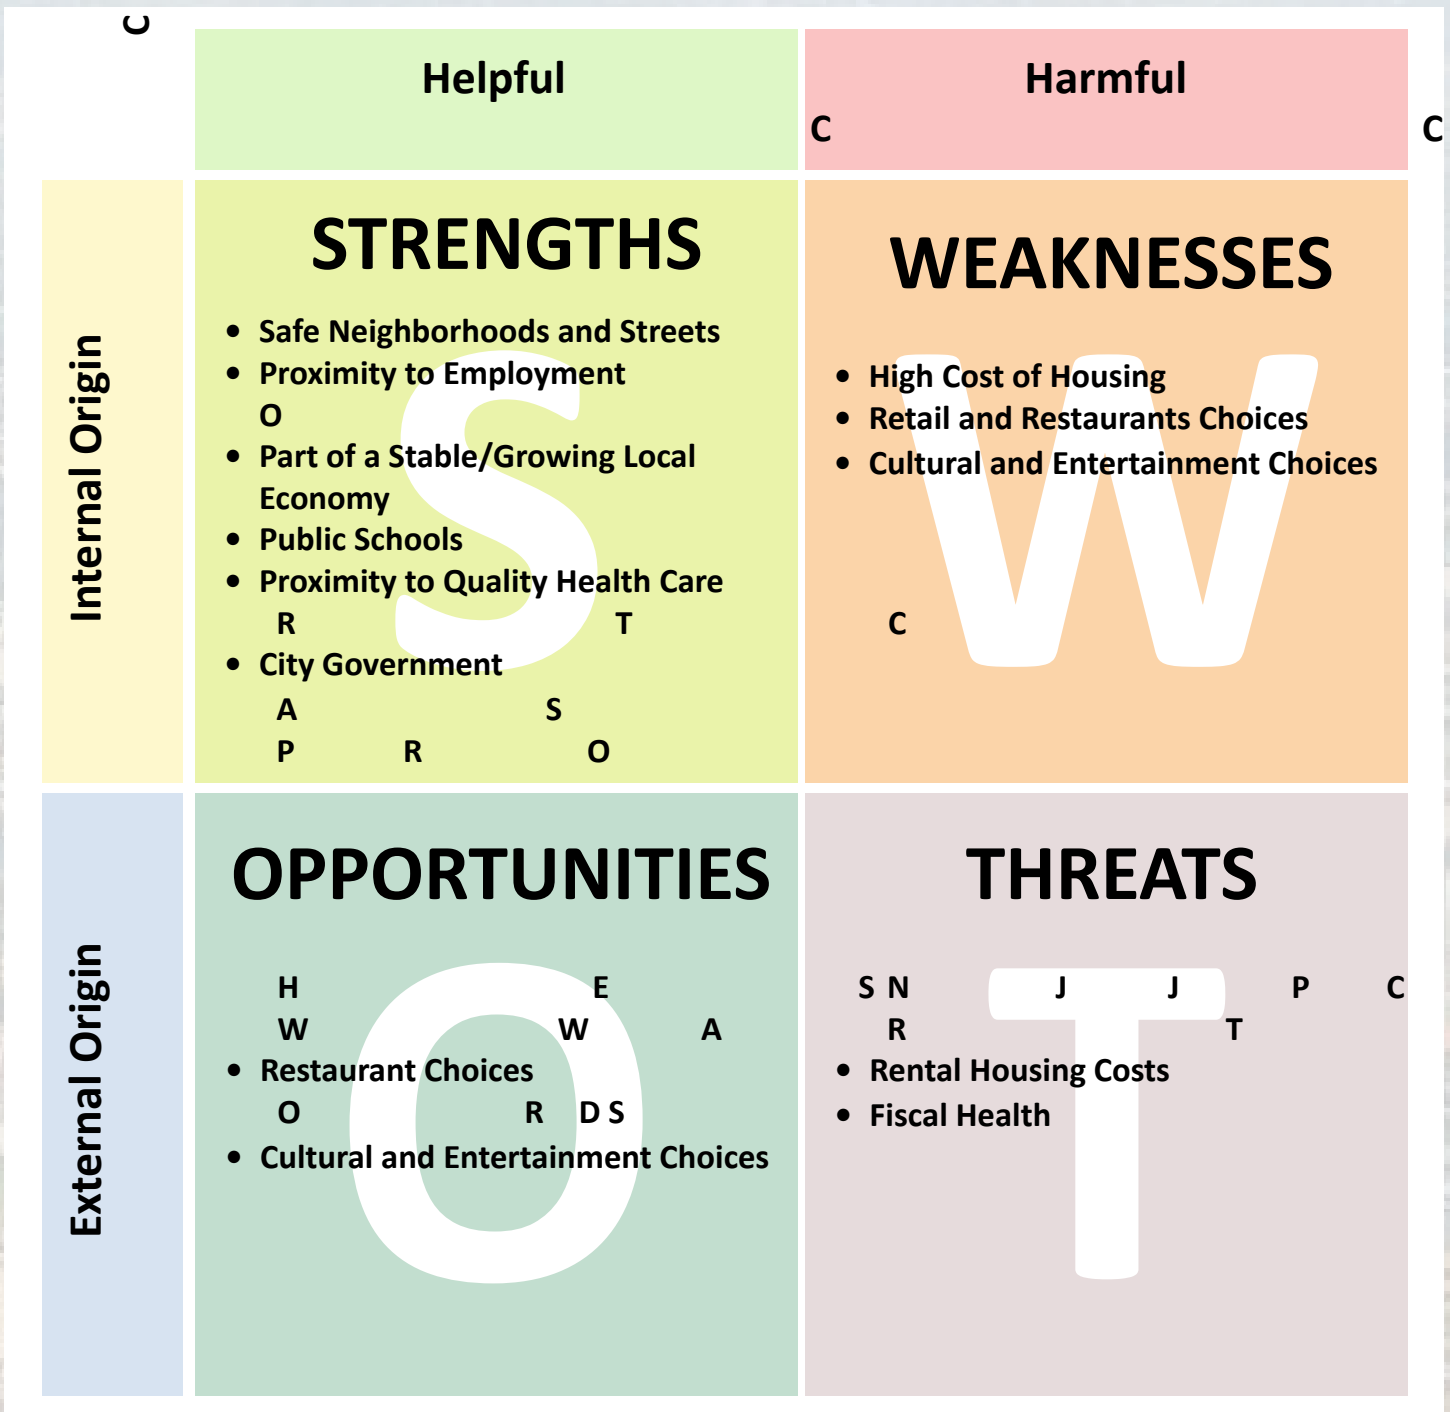 C
Helpful
Harmful
C
C
Internal Origin
STRENGTHS
• Safe Neighborhoods and Streets
• Proximity to Employment
O
• Part of a Stable/Growing Local
Economy
• Public Schools
• Proximity to Quality Health Care
R T
• City Government
A S
P R O
S
WEAKNESSES
• High Cost of Housing
• Retail and Restaurants Choices
• Cultural and Entertainment Choices
C
W
External Origin
OPPORTUNITIES
H E
W W A
• Restaurant Choices
O R D S
• Cultural and Entertainment Choices
O
THREATS
S N J J P C
R T
• Rental Housing Costs
• Fiscal Health
T